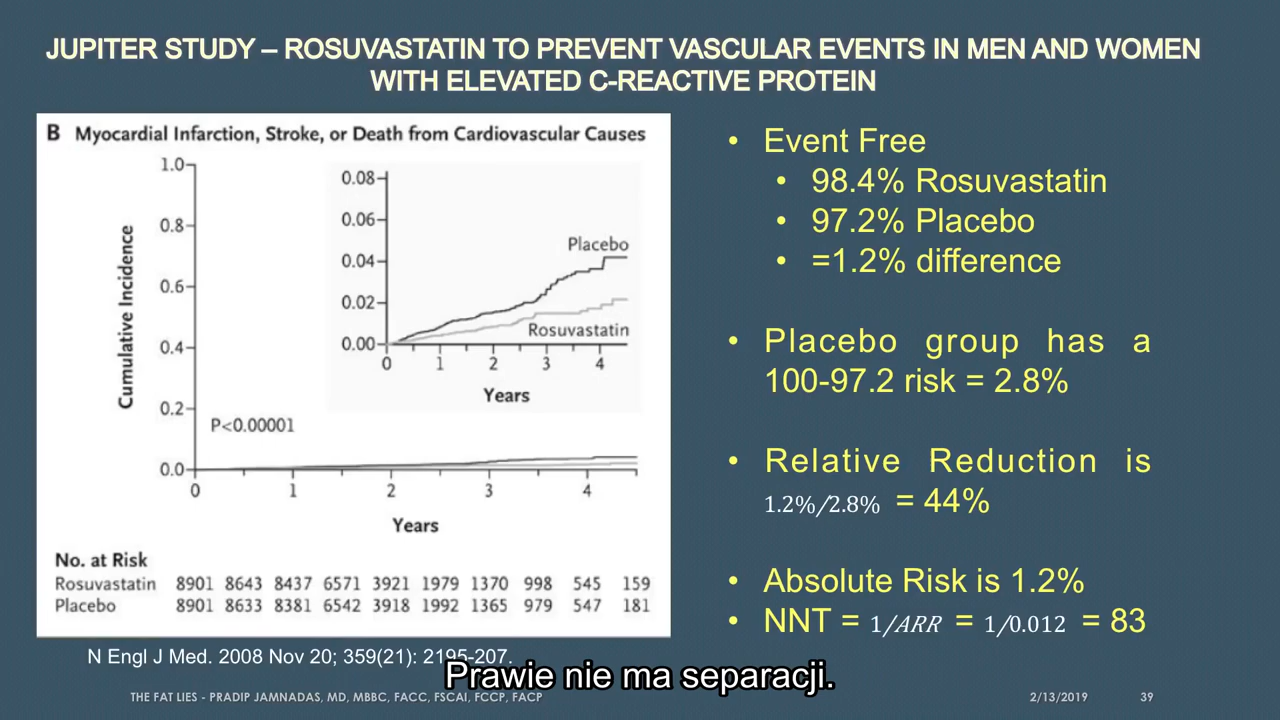 JUPITER STUDY – ROSUVASTATIN TO PREVENT VASCULAR EVENTS IN MEN AND WOMEN
WITH ELEVATED C-REACTIVE PROTEIN
B Myocardial Infarction, Stroke, or Death from Cardiovascular Causes
Cumulative Incidence
1.0
0.8
0.6
0.4
0.2
0.0
P<0.00001
0 1 2 3 4
Years
0.08
0.06
0.04
0.02
0.00
Placebo
Rosuvastatin
0 1 2 3 4
Years
No. at Risk
Rosuvastatin 8901 8643 8437 6571 3921 1979 1370 998 545 159
Placebo 8901 8633 8381 6542 3918 1992 1365 979 547 181
• Event Free
• 98.4% Rosuvastatin
• 97.2% Placebo
• =1.2% difference
• Placebo group has a
100-97.2 risk = 2.8%
• Relative Reduction is
1.2%/2.8% = 44%
• Absolute Risk is 1.2%
• NNT = 1/ARR = 1/0.012 = 83
N Engl J Med. 2008 Nov 20; 359(21): 2195-207.
Prawie nie ma separacji.
THE FAT LIES - PRADIP JAMNADAS, MD, MBBC, FACC, FSCAI, FCCP, FACP
2/13/2019
39